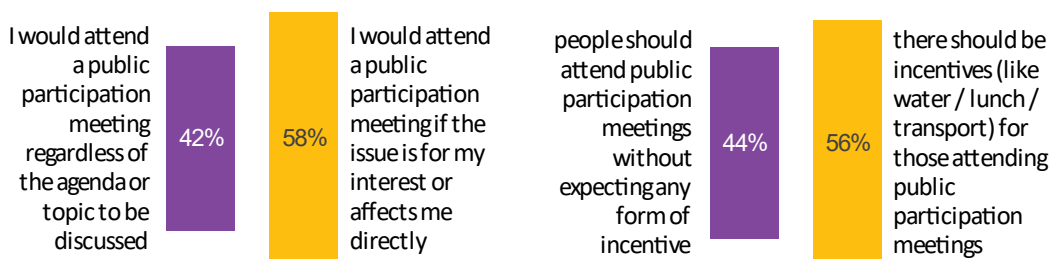 I would attend
a public
participation
meeting
regardless of
the agenda or
topic to be
discussed
42%
58%
I would attend
a public
participation
meeting if the
issue is for my
interest or
affects me
directly
people should
attend public
participation
meetings
without
expecting any
form of
incentive
44%
56%
there should be
incentives (like
water / lunch /
transport) for
those attending
public
participation
meetings